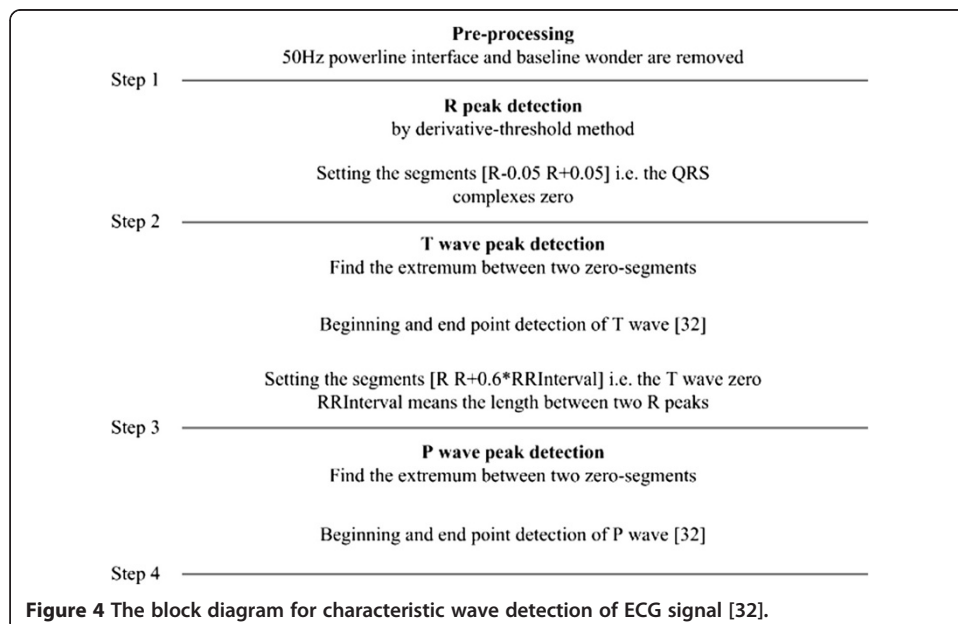 Pre-processing
50Hz powerline interface and baseline wonder are removed
Step 1
R peak detection
by derivative-threshold method
Setting the segments [R-0.05 R+0.05] i.e. the QRS
complexes zero
Step 2
T wave peak detection
Find the extremum between two zero-segments
Beginning and end point detection of T wave [32]
Setting the segments [R R+0.6*RRInterval] i.e. the T wave zero
RRInterval means the length between two R peaks
Step 3
P wave peak detection
Find the extremum between two zero-segments
Beginning and end point detection of P wave [32]
Step 4
Figure 4 The block diagram for characteristic wave detection of ECG signal [32].